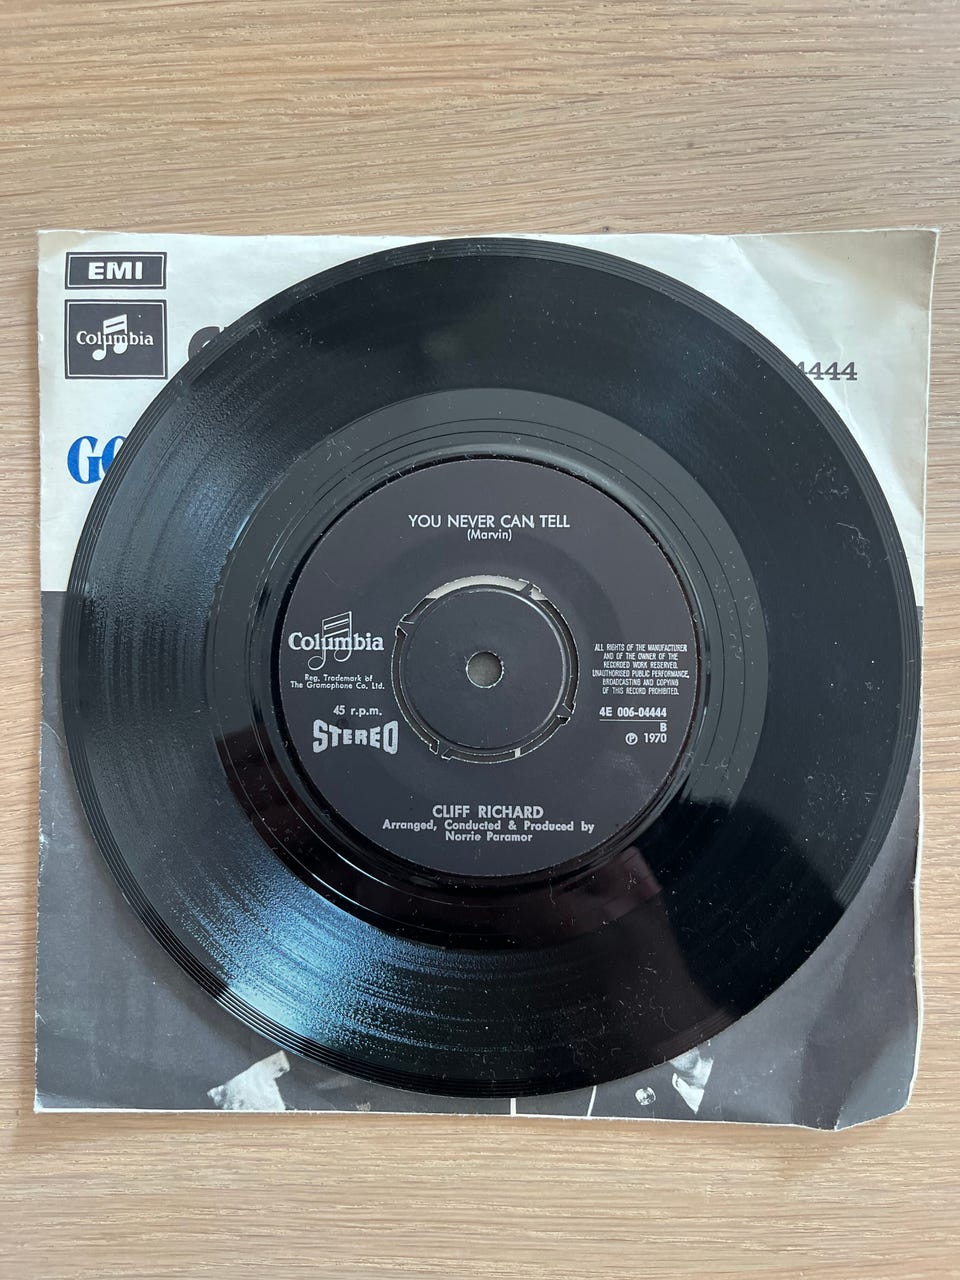 EMI
Columbia
4444
GO
YOU NEVER CAN TELL
(Marvin)
Columbia
Reg. Trademark of
The Gramophone Co. Ltd.
45 r.p.m.
STEREO
ALL RIGHTS OF THE MANUFACTURER
AND OF THE OWNER OF THE
RECORDED WORK RESERVED.
UNAUTHORISED PUBLIC PERFORMANCE,
BROADCASTING AND COPYING
OF THIS RECORD PROHIBITED.
4E 006-04444
B
℗ 1970
CLIFF RICHARD
Arranged, Conducted & Produced by
Norrie Paramor